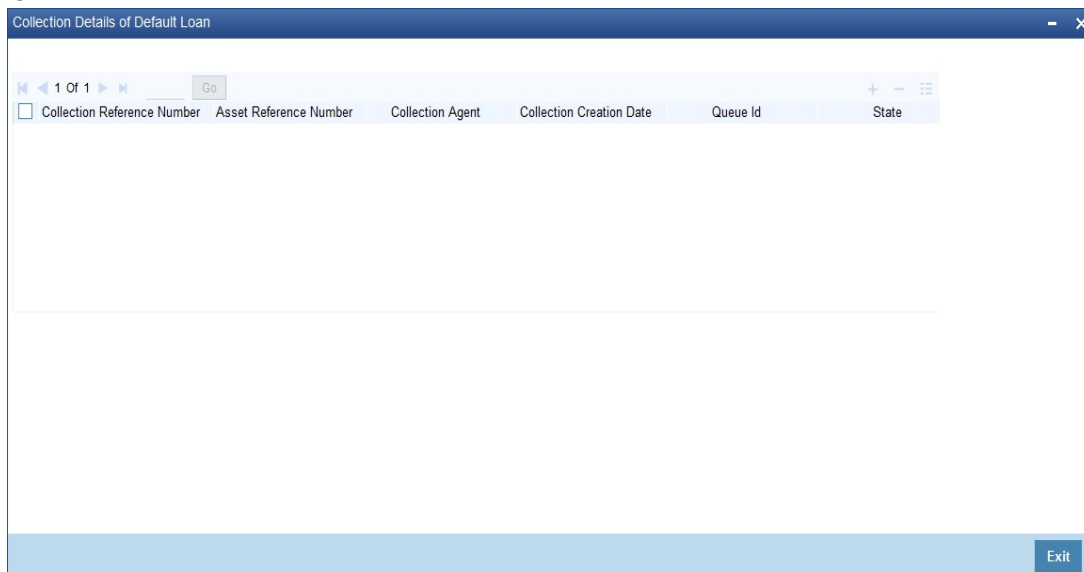 Collection Details of Default Loan
1 Of 1 Go
Collection Reference Number Asset Reference Number Collection Agent Collection Creation Date Queue Id State
Exit